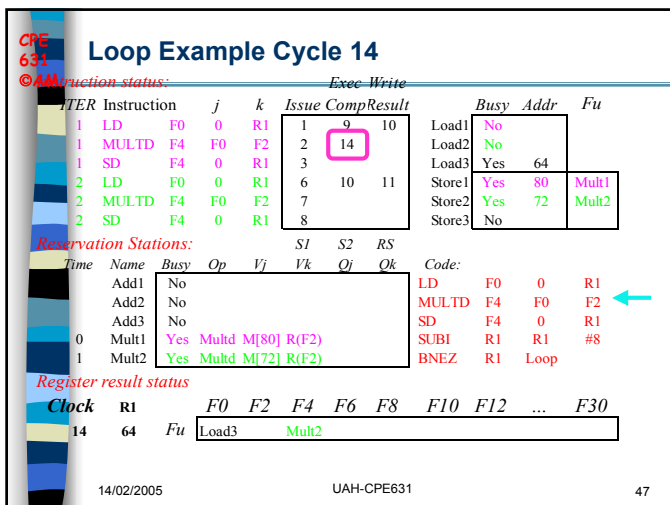 CPE
631
©AM
Loop Example Cycle 14
Instruction status: Exec Write
ITER Instruction j k Issue Comp Result Busy Addr Fu
1 LD F0 0 R1 1 9 10 Load1 No
1 MULTD F4 F0 F2 2 14 Load2 No
1 SD F4 0 R1 3 Load3 Yes 64
2 LD F0 0 R1 6 10 11 Store1 Yes 80 Mult1
2 MULTD F4 F0 F2 7 Store2 Yes 72 Mult2
2 SD F4 0 R1 8 Store3 No
Reservation Stations: S1 S2 RS
Time Name Busy Op Vj Vk Qj Qk Code:
Add1 No LD F0 0 R1
Add2 No MULTD F4 F0 F2
Add3 No SD F4 0 R1
0 Mult1 Yes Multd M[80] R(F2) SUBI R1 R1 #8
1 Mult2 Yes Multd M[72] R(F2) BNEZ R1 Loop
Register result status
Clock R1 F0 F2 F4 F6 F8 F10 F12 ... F30
14 64 Fu Load3 Mult2
14/02/2005 UAH-CPE631 47